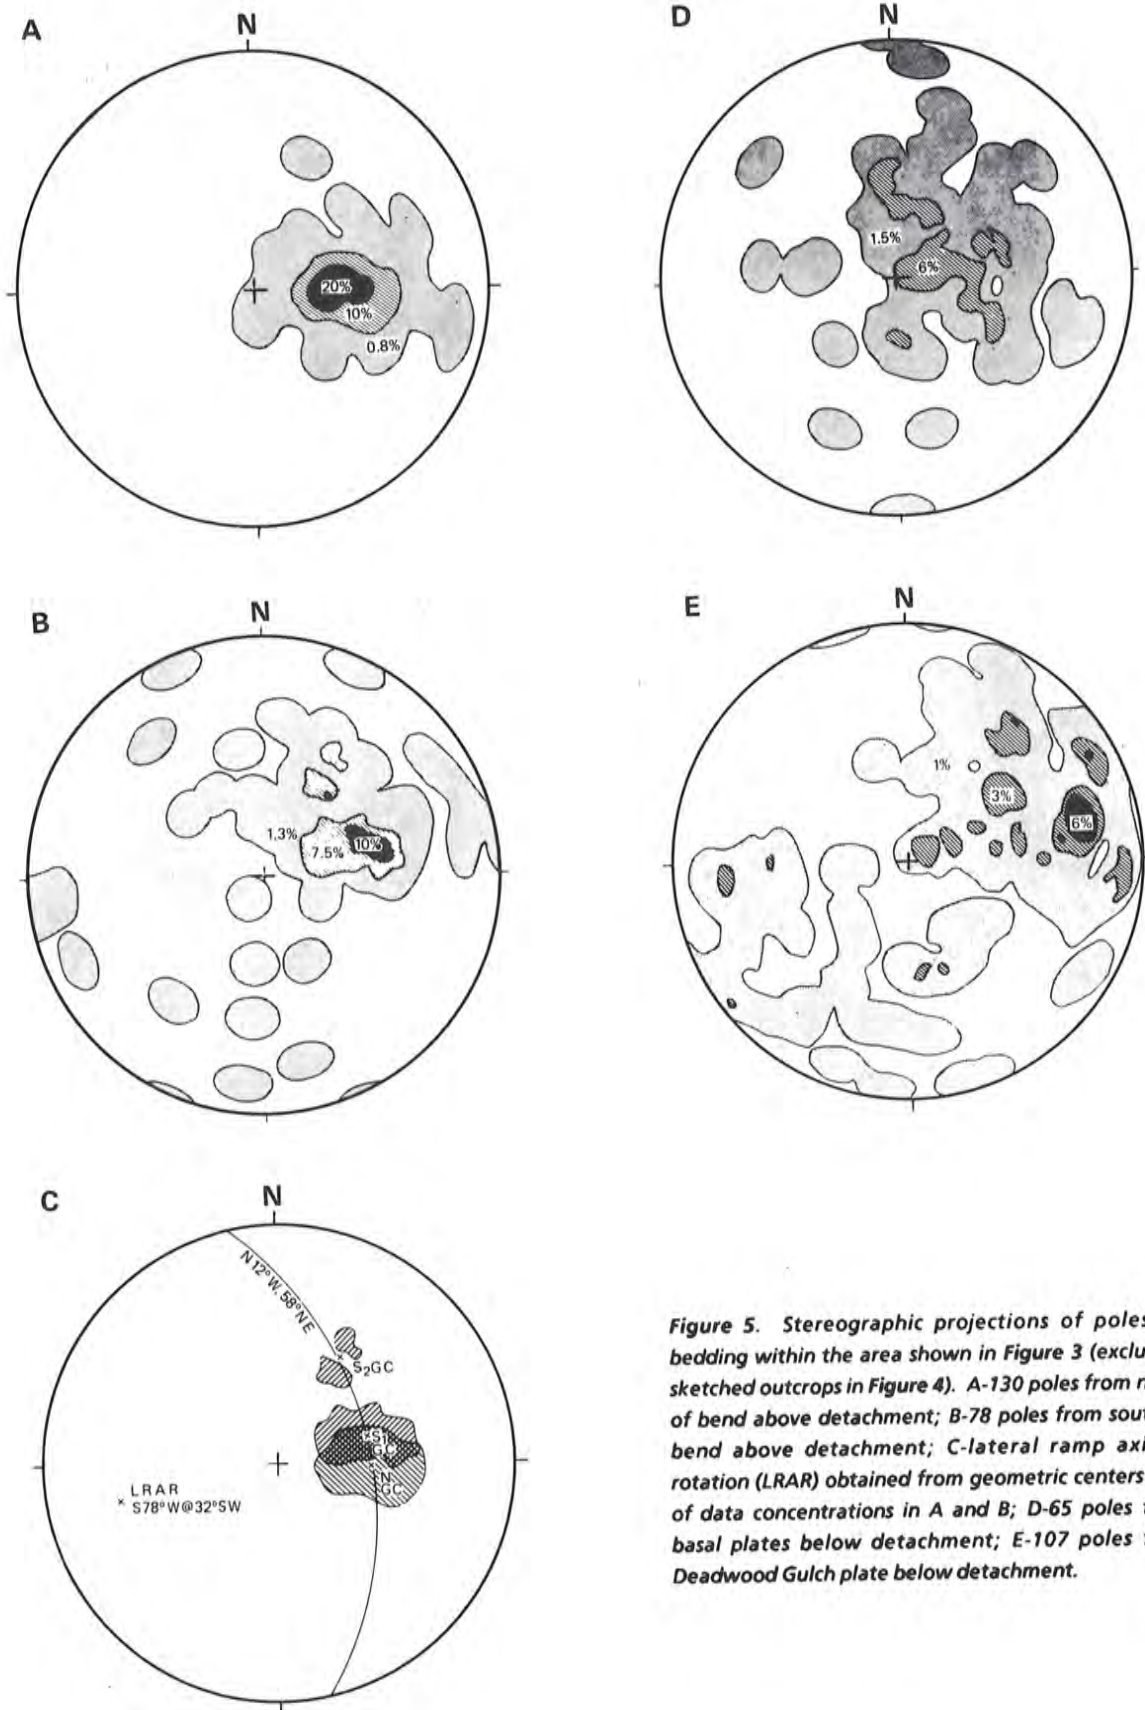 A
N
20%
10%
0.8%
D
N
1.5%
6%
B
N
1.3%
7.5%
10%
E
N
1%
3%
6%
C
N
N12°W, 58°NE
S₂GC
S₁
GC
N
GC
LRAR
S78°W@32°SW
Figure 5. Stereographic projections of poles
bedding within the area shown in Figure 3 (exclu
sketched outcrops in Figure 4). A-130 poles from n
of bend above detachment; B-78 poles from sout
bend above detachment; C-lateral ramp axi
rotation (LRAR) obtained from geometric centers
of data concentrations in A and B; D-65 poles
basal plates below detachment; E-107 poles
Deadwood Gulch plate below detachment.